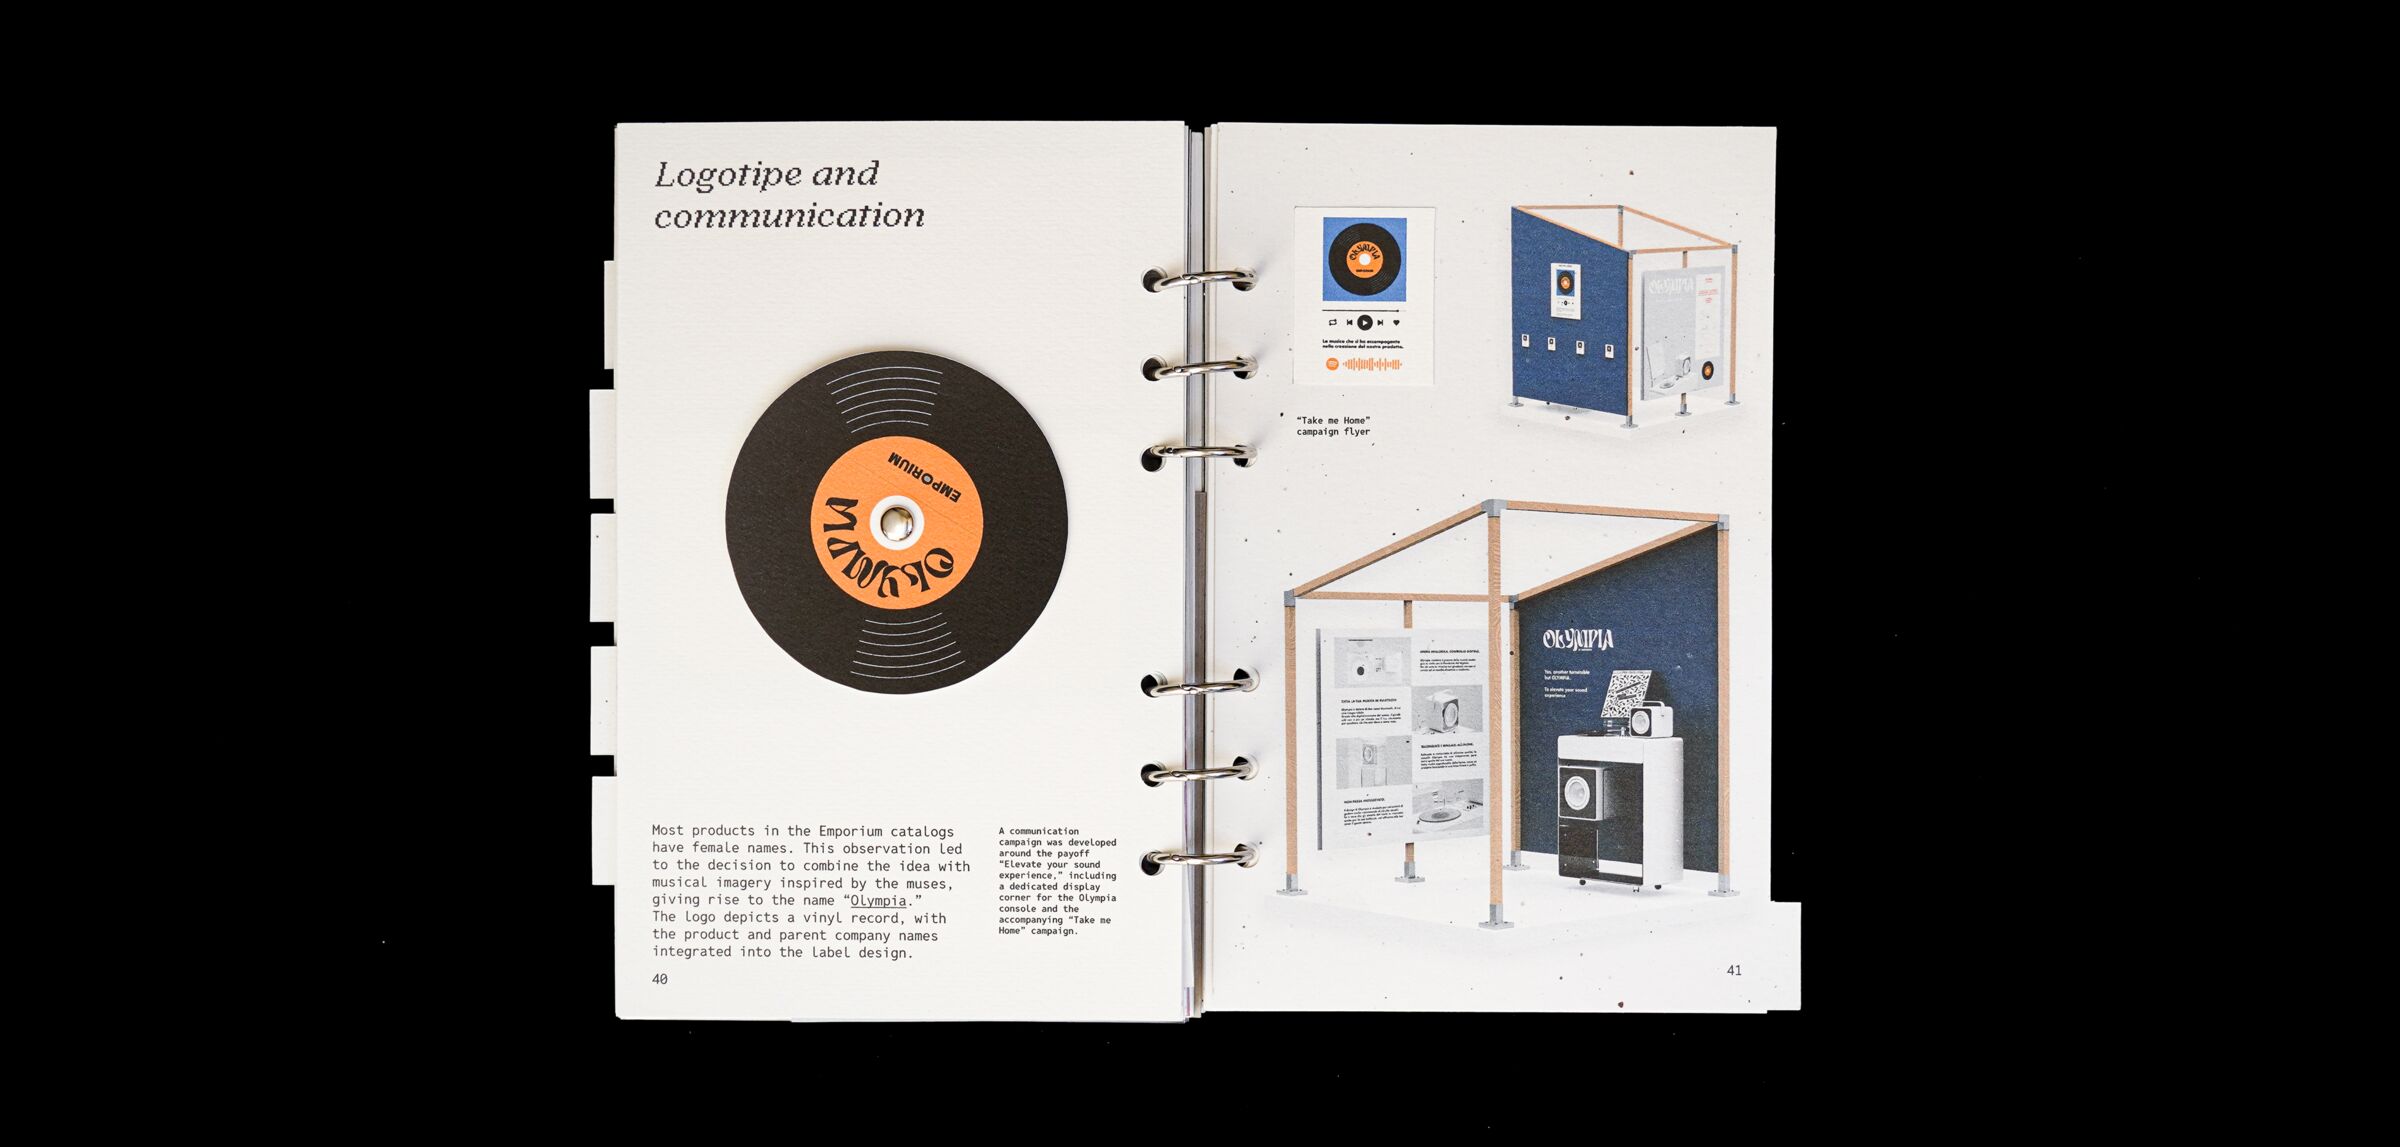 Logotipe and
communication
EMPORIUM
OLYMPIA
Most products in the Emporium catalogs
have female names. This observation led
to the decision to combine the idea with
musical imagery inspired by the muses,
giving rise to the name “Olympia.”
The logo depicts a vinyl record, with
the product and parent company names
integrated into the label design.
40
A communication
campaign was developed
around the payoff
“Elevate your sound
experience,” including
a dedicated display
corner for the Olympia
console and the
accompanying “Take me
Home” campaign.
OLYMPIA
EMPORIUM
La musica che ci ha accompagnato
nella creazione del nostro prodotto.
“Take me Home”
campaign flyer
OLYMPIA
OLYMPIA
Yes, another turntable
but OLYMPIA.
To elevate your sound
experience
41